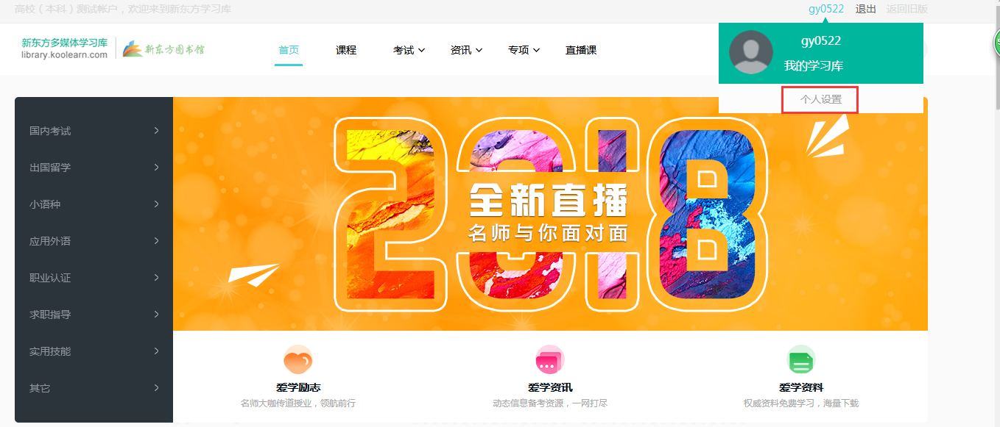 高校（本科）测试帐户，欢迎来到新东方学习库
gy0522 退出 返回旧版
新东方多媒体学习库
library.koolearn.com
新东方图书馆
首页 课程 考试 资讯 专项 直播课
gy0522
我的学习库
个人设置
国内考试
出国留学
小语种
应用外语
职业认证
求职指导
实用技能
其它
2018
全新直播
名师与你面对面
爱学励志
名师大咖传道授业，领航前行
爱学资讯
动态信息备考资源，一网打尽
爱学资料
权威资料免费学习，海量下载